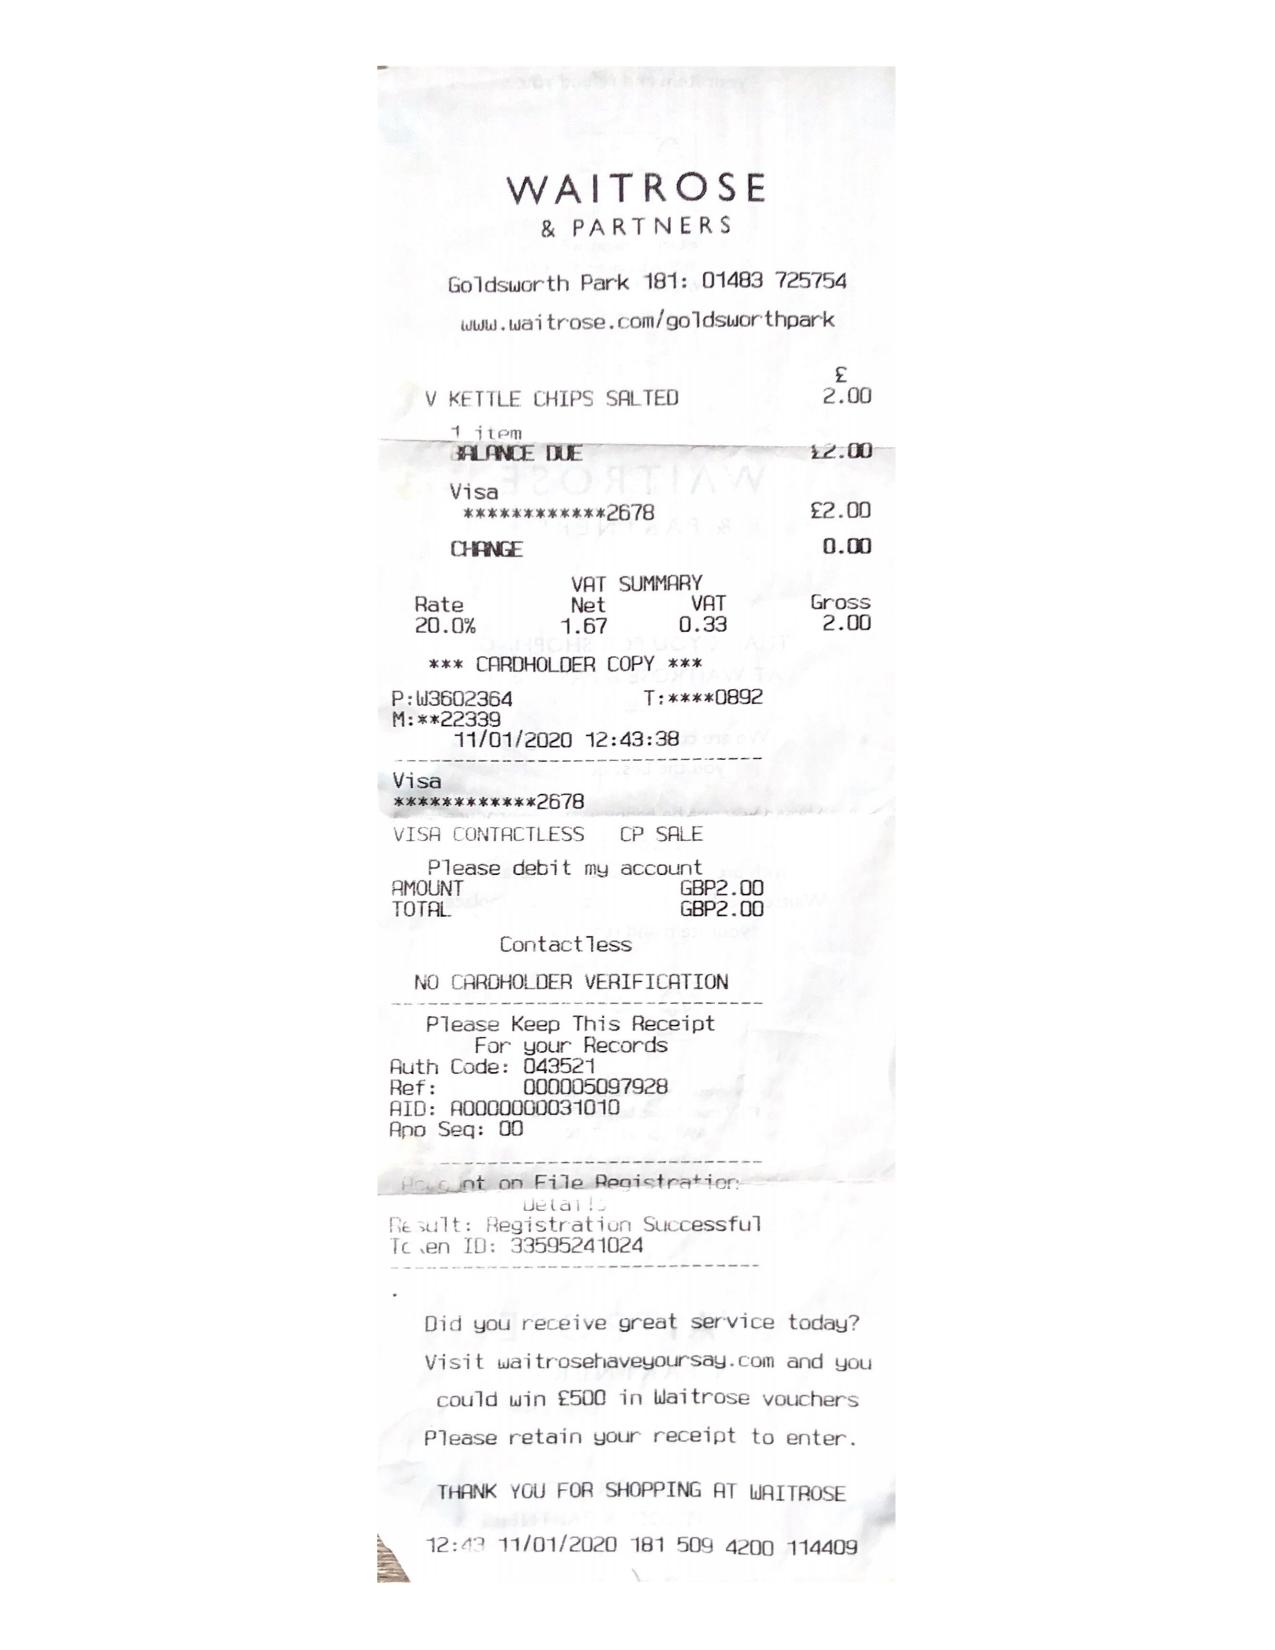 WAITROSE
& PARTNERS
Goldsworth Park 181: 01483 725754
www.waitrose.com/goldsworthpark
£
V KETTLE CHIPS SALTED 2.00
1 item
BALANCE DUE £2.00
Visa
************2678 £2.00
CHANGE 0.00
VAT SUMMARY
Rate Net VAT Gross
20.0% 1.67 0.33 2.00
*** CARDHOLDER COPY ***
P:W3602364 T:****0892
M:**22339
11/01/2020 12:43:38
-------------------------------
Visa
************2678
VISA CONTACTLESS CP SALE
Please debit my account
AMOUNT GBP2.00
TOTAL GBP2.00
Contactless
NO CARDHOLDER VERIFICATION
-------------------------------
Please Keep This Receipt
For your Records
Auth Code: 043521
Ref: 000005097928
AID: A0000000031010
App Seq: 00
---------------------------
Account on File Registration
Details
Result: Registration Successful
Token ID: 33595241024
-------------------------------
.
Did you receive great service today?
Visit waitrosehaveyoursay.com and you
could win £500 in Waitrose vouchers
Please retain your receipt to enter.
THANK YOU FOR SHOPPING AT WAITROSE
12:43 11/01/2020 181 509 4200 114409